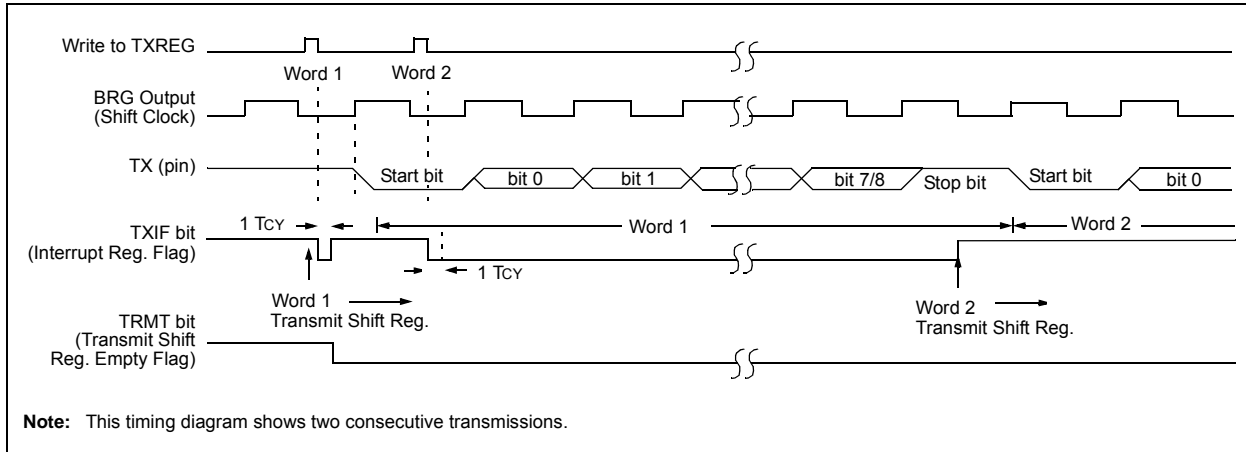 Write to TXREG
Word 1
Word 2
BRG Output
(Shift Clock)
TX (pin)
Start bit
bit 0
bit 1
bit 7/8
Stop bit
Start bit
bit 0
1 TCY
TXIF bit
(Interrupt Reg. Flag)
Word 1
Word 2
1 TCY
Word 1
Transmit Shift Reg.
Word 2
Transmit Shift Reg.
TRMT bit
(Transmit Shift
Reg. Empty Flag)
Note: This timing diagram shows two consecutive transmissions.